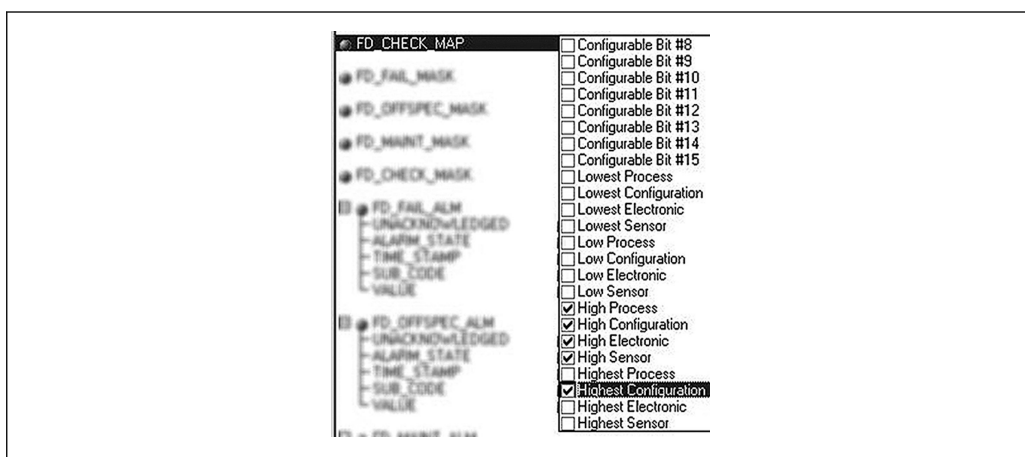 FD_CHECK_MAP
FD_FAIL_MASK
FD_OFFSPEC_MASK
FD_MAINT_MASK
FD_CHECK_MASK
FD_FAIL_ALM
UNACKNOWLEDGED
ALARM_STATE
TIME_STAMP
SUB_CODE
VALUE
FD_OFFSPEC_ALM
UNACKNOWLEDGED
ALARM_STATE
TIME_STAMP
SUB_CODE
VALUE
Configurable Bit #8
Configurable Bit #9
Configurable Bit #10
Configurable Bit #11
Configurable Bit #12
Configurable Bit #13
Configurable Bit #14
Configurable Bit #15
Lowest Process
Lowest Configuration
Lowest Electronic
Lowest Sensor
Low Process
Low Configuration
Low Electronic
Low Sensor
High Process
High Configuration
High Electronic
High Sensor
Highest Process
Highest Configuration
Highest Electronic
Highest Sensor